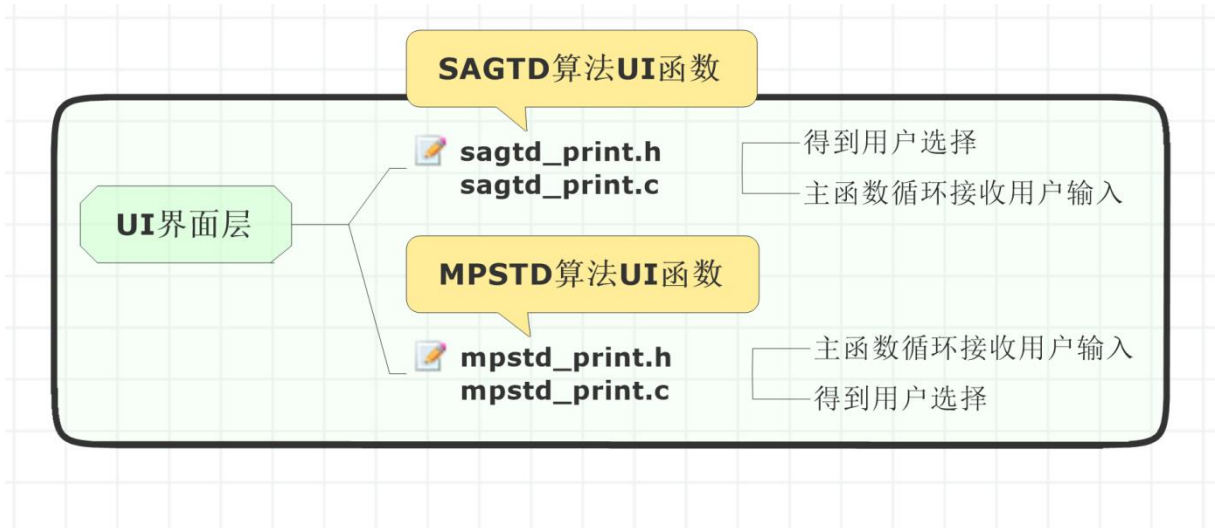 SAGTD算法UI函数
sagtd_print.h
sagtd_print.c
得到用户选择
主函数循环接收用户输入
UI界面层
MPSTD算法UI函数
mpstd_print.h
mpstd_print.c
主函数循环接收用户输入
得到用户选择